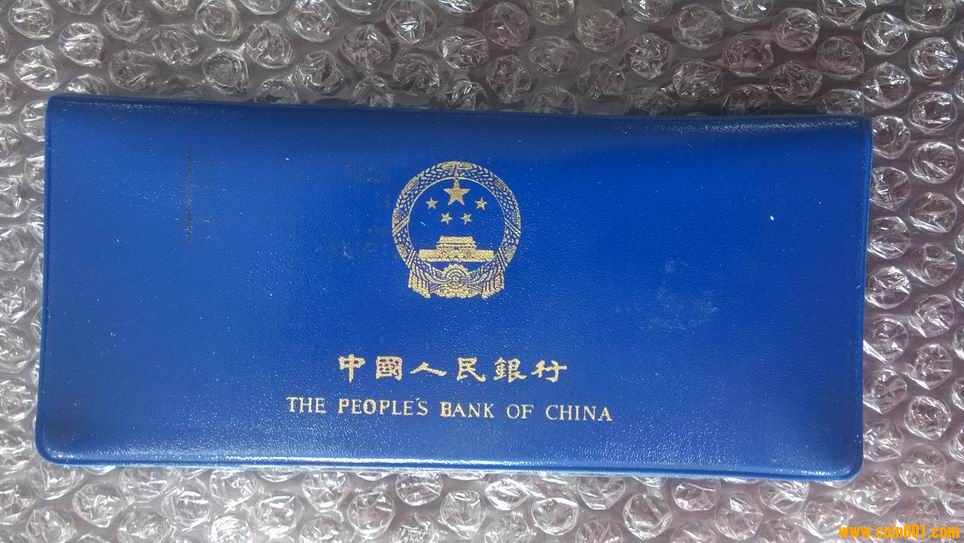 中國人民銀行
THE PEOPLE'S BANK OF CHINA
www.coin001.com